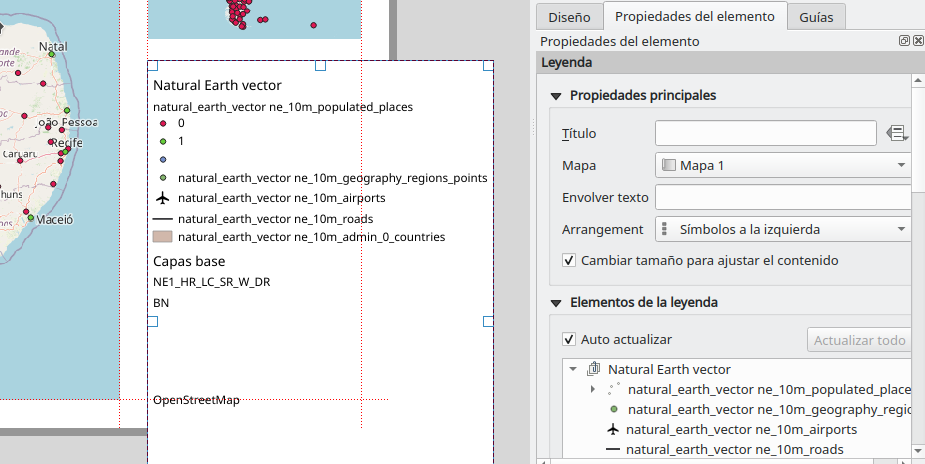 Natal
João Pessoa
Recife
Caruaru
Maceió
Natural Earth vector
natural_earth_vector ne_10m_populated_places
0
1
natural_earth_vector ne_10m_geography_regions_points
natural_earth_vector ne_10m_airports
natural_earth_vector ne_10m_roads
natural_earth_vector ne_10m_admin_0_countries
Capas base
NE1_HR_LC_SR_W_DR
BN
OpenStreetMap
Diseño
Propiedades del elemento
Guías
Propiedades del elemento
Leyenda
Propiedades principales
Título
Mapa
Mapa 1
Envolver texto
Arrangement
Símbolos a la izquierda
Cambiar tamaño para ajustar el contenido
Elementos de la leyenda
Auto actualizar
Actualizar todo
Natural Earth vector
natural_earth_vector ne_10m_populated_place
natural_earth_vector ne_10m_geography_regio
natural_earth_vector ne_10m_airports
natural_earth_vector ne_10m_roads